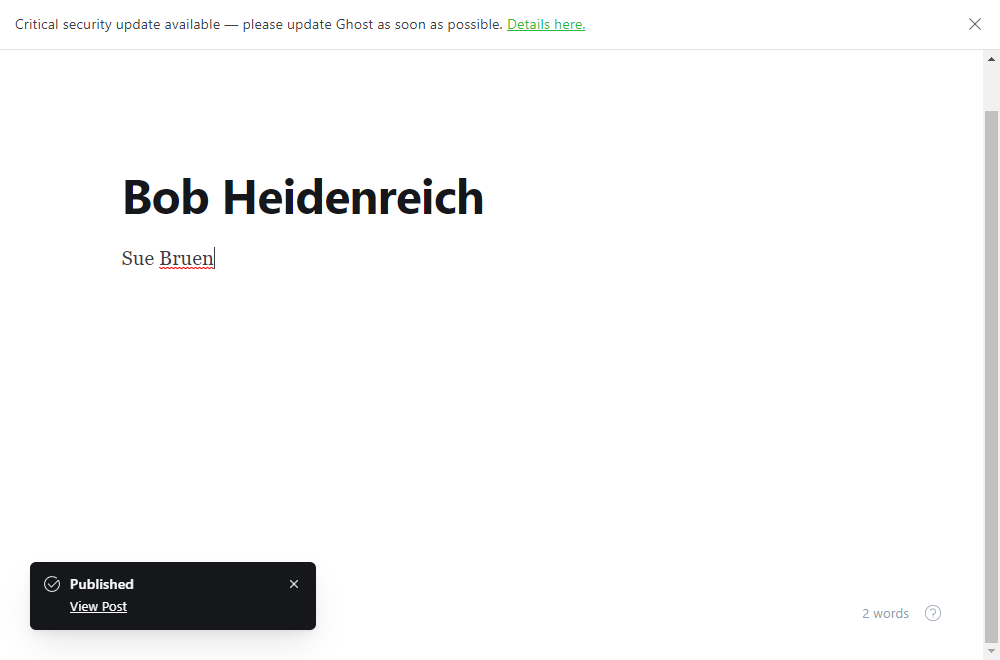 Critical security update available — please update Ghost as soon as possible. Details here.
Bob Heidenreich
Sue Bruen
Published
View Post
2 words
?